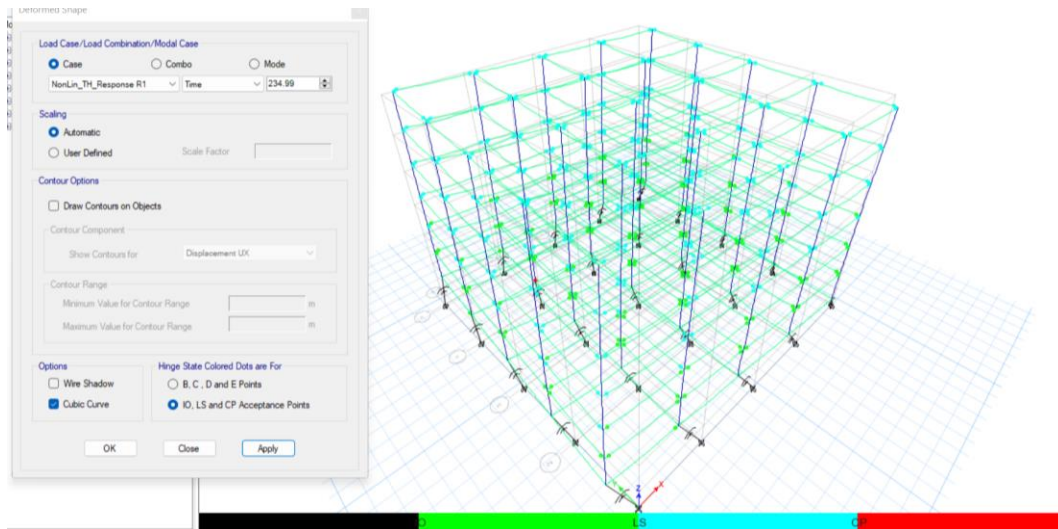 Deformed Shape
Load Case/Load Combination/Modal Case
Case Combo Mode
NonLin_TH_Response R1 Time 234.99
Scaling
Automatic
User Defined Scale Factor
Contour Options
Draw Contours on Objects
Contour Component
Show Contours for Displacement UX
Contour Range
Minimum Value for Contour Range m
Maximum Value for Contour Range m
Options Hinge State Colored Dots are For
Wire Shadow B, C , D and E Points
Cubic Curve IO, LS and CP Acceptance Points
OK Close Apply
Z X
LS CP